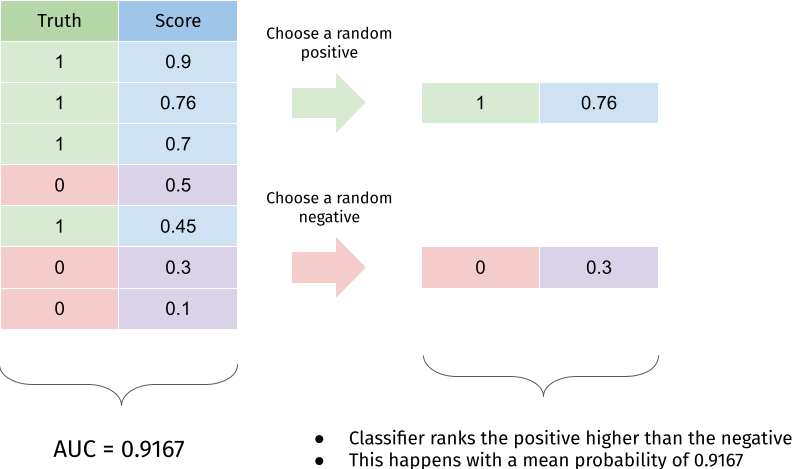 Truth Score
1 0.9
1 0.76
1 0.7
0 0.5
1 0.45
0 0.3
0 0.1
AUC = 0.9167
Choose a random
positive
1 0.76
Choose a random
negative
0 0.3
● Classifier ranks the positive higher than the negative
● This happens with a mean probability of 0.9167